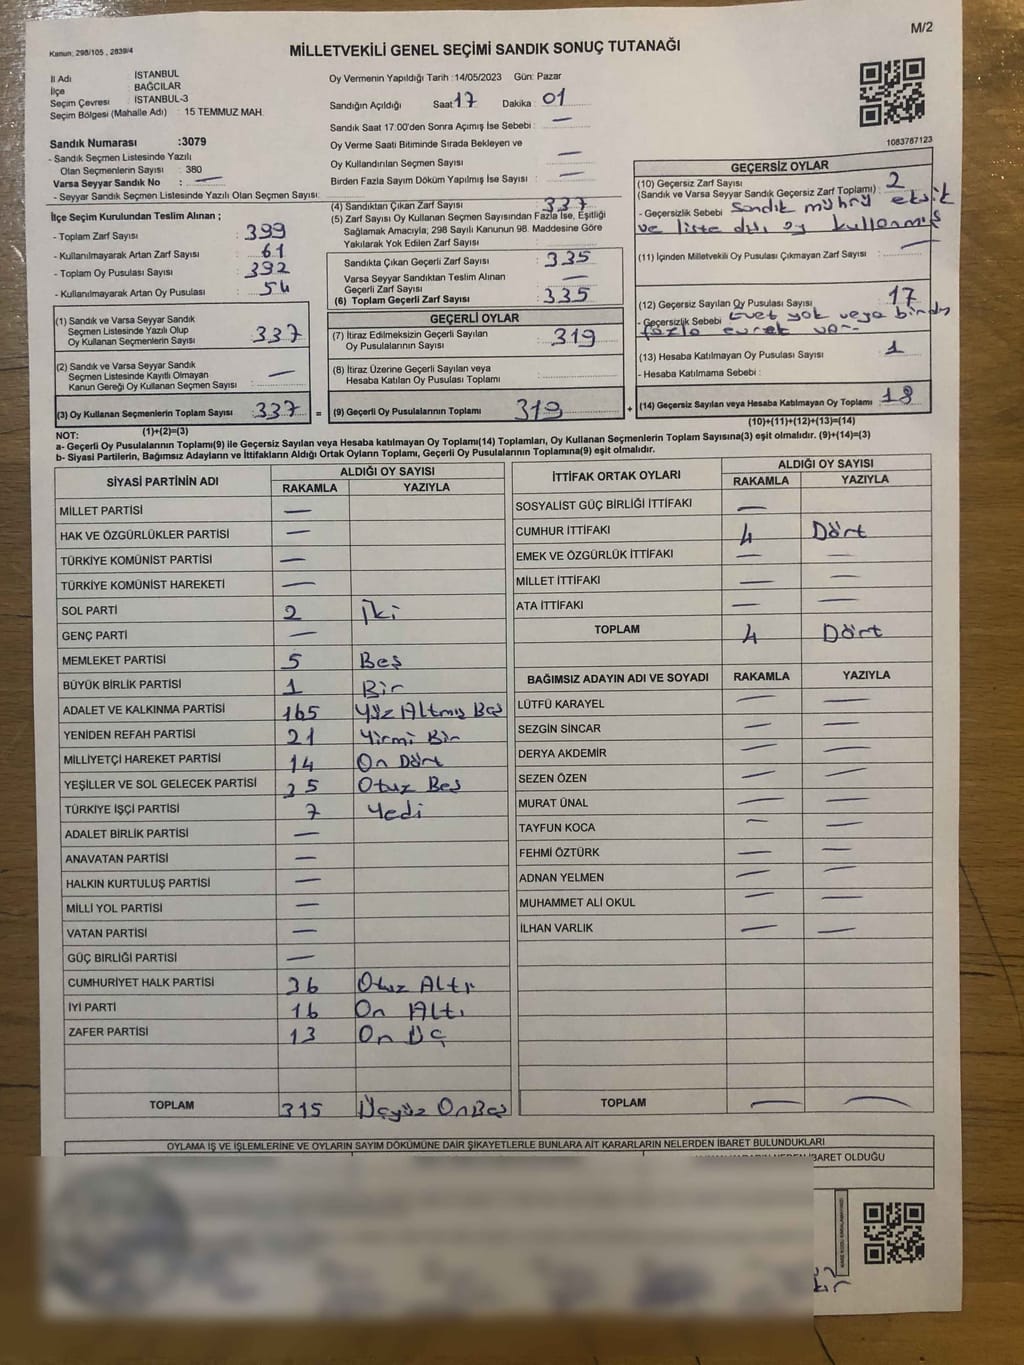 M/2
Kanun: 298/105 , 2839/4
MİLLETVEKİLİ GENEL SEÇİMİ SANDIK SONUÇ TUTANAĞI
İl Adı : İSTANBUL
İlçe : BAĞCILAR
Seçim Çevresi : İSTANBUL-3
Seçim Bölgesi (Mahalle Adı) : 15 TEMMUZ MAH.
Sandık Numarası :3079
- Sandık Seçmen Listesinde Yazılı
Olan Seçmenlerin Sayısı : 380
Varsa Seyyar Sandık No : —
- Seyyar Sandık Seçmen Listesinde Yazılı Olan Seçmen Sayısı:
Oy Vermenin Yapıldığı Tarih :14/05/2023 Gün: Pazar
Sandığın Açıldığı Saat 17 Dakika : 01
Sandık Saat 17:00'den Sonra Açımış İse Sebebi : —
Oy Verme Saati Bitiminde Sırada Bekleyen ve
Oy Kullandırılan Seçmen Sayısı —
Birden Fazla Sayım Döküm Yapılmış İse Sayısı : —
1083787123
İlçe Seçim Kurulundan Teslim Alınan ;
- Toplam Zarf Sayısı : 399
- Kullanılmayarak Artan Zarf Sayısı : 61
- Toplam Oy Pusulası Sayısı : 392
- Kullanılmayarak Artan Oy Pusulası : 54
(1) Sandık ve Varsa Seyyar Sandık
Seçmen Listesinde Yazılı Olup
Oy Kullanan Seçmenlerin Sayısı : 337
(2) Sandık ve Varsa Seyyar Sandık
Seçmen Listesinde Kayıtlı Olmayan
Kanun Gereği Oy Kullanan Seçmen Sayısı : —
(3) Oy Kullanan Seçmenlerin Toplam Sayısı : 337 =
(1)+(2)=(3)
(4) Sandıktan Çıkan Zarf Sayısı : 337
(5) Zarf Sayısı Oy Kullanan Seçmen Sayısından Fazla İse, Eşitliği
Sağlamak Amacıyla; 298 Sayılı Kanunun 98. Maddesine Göre
Yakılarak Yok Edilen Zarf Sayısı :
Sandıkta Çıkan Geçerli Zarf Sayısı : 335
Varsa Seyyar Sandıktan Teslim Alınan
Geçerli Zarf Sayısı : —
(6) Toplam Geçerli Zarf Sayısı : 335
GEÇERLİ OYLAR
(7) İtiraz Edilmeksizin Geçerli Sayılan
Oy Pusulalarının Sayısı : 319
(8) İtiraz Üzerine Geçerli Sayılan veya
Hesaba Katılan Oy Pusulası Toplamı :
(9) Geçerli Oy Pusulalarının Toplamı : 319 +
GEÇERSİZ OYLAR
(10) Geçersiz Zarf Sayısı
(Sandık ve Varsa Seyyar Sandık Geçersiz Zarf Toplamı) : 2
- Geçersizlik Sebebi Sandık mührü eksik
ve liste dışı oy kullanmış
(11) İçinden Milletvekili Oy Pusulası Çıkmayan Zarf Sayısı : —
(12) Geçersiz Sayılan Oy Pusulası Sayısı : 17
- Geçersizlik Sebebi Evet yok veya birden
fazla evrak var
(13) Hesaba Katılmayan Oy Pusulası Sayısı : 1
- Hesaba Katılmama Sebebi :
(14) Geçersiz Sayılan veya Hesaba Katılmayan Oy Toplamı : 18
(10)+(11)+(12)+(13)=(14)
NOT:
a- Geçerli Oy Pusulalarının Toplamı(9) ile Geçersiz Sayılan veya Hesaba katılmayan Oy Toplamı(14) Toplamları, Oy Kullanan Seçmenlerin Toplam Sayısına(3) eşit olmalıdır. (9)+(14)=(3)
b- Siyasi Partilerin, Bağımsız Adayların ve İttifakların Aldığı Ortak Oyların Toplamı, Geçerli Oy Pusulalarının Toplamına(9) eşit olmalıdır.
SİYASİ PARTİNİN ADI ALDIĞI OY SAYISI
RAKAMLA YAZIYLA
MİLLET PARTİSİ —
HAK VE ÖZGÜRLÜKLER PARTİSİ —
TÜRKİYE KOMÜNİST PARTİSİ —
TÜRKİYE KOMÜNİST HAREKETİ —
SOL PARTİ 2 İki
GENÇ PARTİ —
MEMLEKET PARTİSİ 5 Beş
BÜYÜK BİRLİK PARTİSİ 1 Bir
ADALET VE KALKINMA PARTİSİ 165 Yüz Altmış Beş
YENİDEN REFAH PARTİSİ 21 Yirmi Bir
MİLLİYETÇİ HAREKET PARTİSİ 14 On Dört
YEŞİLLER VE SOL GELECEK PARTİSİ 35 Otuz Beş
TÜRKİYE İŞÇİ PARTİSİ 7 Yedi
ADALET BİRLİK PARTİSİ —
ANAVATAN PARTİSİ —
HALKIN KURTULUŞ PARTİSİ —
MİLLİ YOL PARTİSİ —
VATAN PARTİSİ —
GÜÇ BİRLİĞİ PARTİSİ —
CUMHURİYET HALK PARTİSİ 36 Otuz Altı
İYİ PARTİ 16 On Altı
ZAFER PARTİSİ 13 On Üç
TOPLAM 315 Üçyüz OnBeş
İTTİFAK ORTAK OYLARI ALDIĞI OY SAYISI
RAKAMLA YAZIYLA
SOSYALİST GÜÇ BİRLİĞİ İTTİFAKI —
CUMHUR İTTİFAKI 4 Dört
EMEK VE ÖZGÜRLÜK İTTİFAKI — —
MİLLET İTTİFAKI — —
ATA İTTİFAKI — —
TOPLAM 4 Dört
BAĞIMSIZ ADAYIN ADI VE SOYADI RAKAMLA YAZIYLA
LÜTFÜ KARAYEL — —
SEZGİN SİNCAR — —
DERYA AKDEMİR — —
SEZEN ÖZEN — —
MURAT ÜNAL — —
TAYFUN KOCA — —
FEHMİ ÖZTÜRK — —
ADNAN YELMEN — —
MUHAMMET ALİ OKUL — —
İLHAN VARLIK — —
TOPLAM — —
OYLAMA İŞ VE İŞLEMLERİNE VE OYLARIN SAYIM DÖKÜMÜNE DAİR ŞİKAYETLERLE BUNLARA AİT KARARLARIN NELERDEN İBARET BULUNDUKLARI
İBARET OLDUĞU